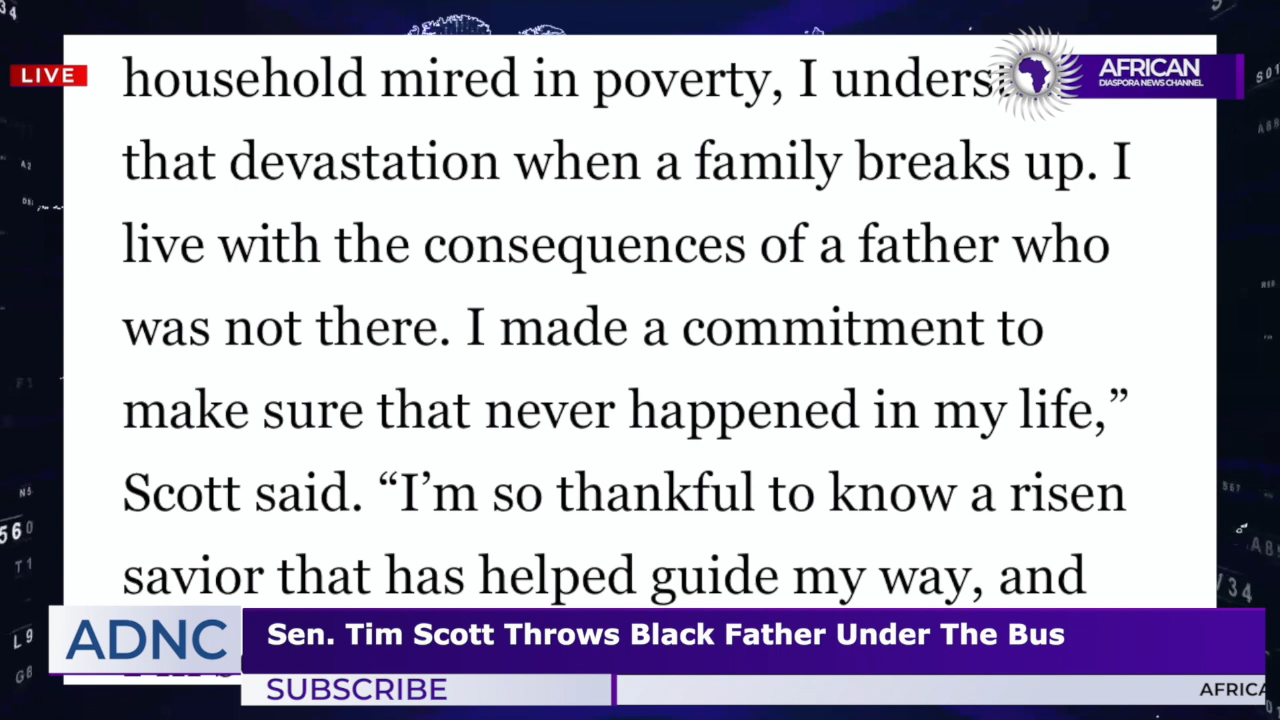 household mired in poverty, I
that devastation when a family breaks up. I
live with the consequences of a father who
was not there. I made a commitment to
make sure that never happened in my life,”
Scott said. “I’m so thankful to know a risen
savior that has helped guide my way, and
LIVE
AFRICAN
DIASPORA NEWS CHANNEL
ADNC
Sen. Tim Scott Throws Black Father Under The Bus
SUBSCRIBE